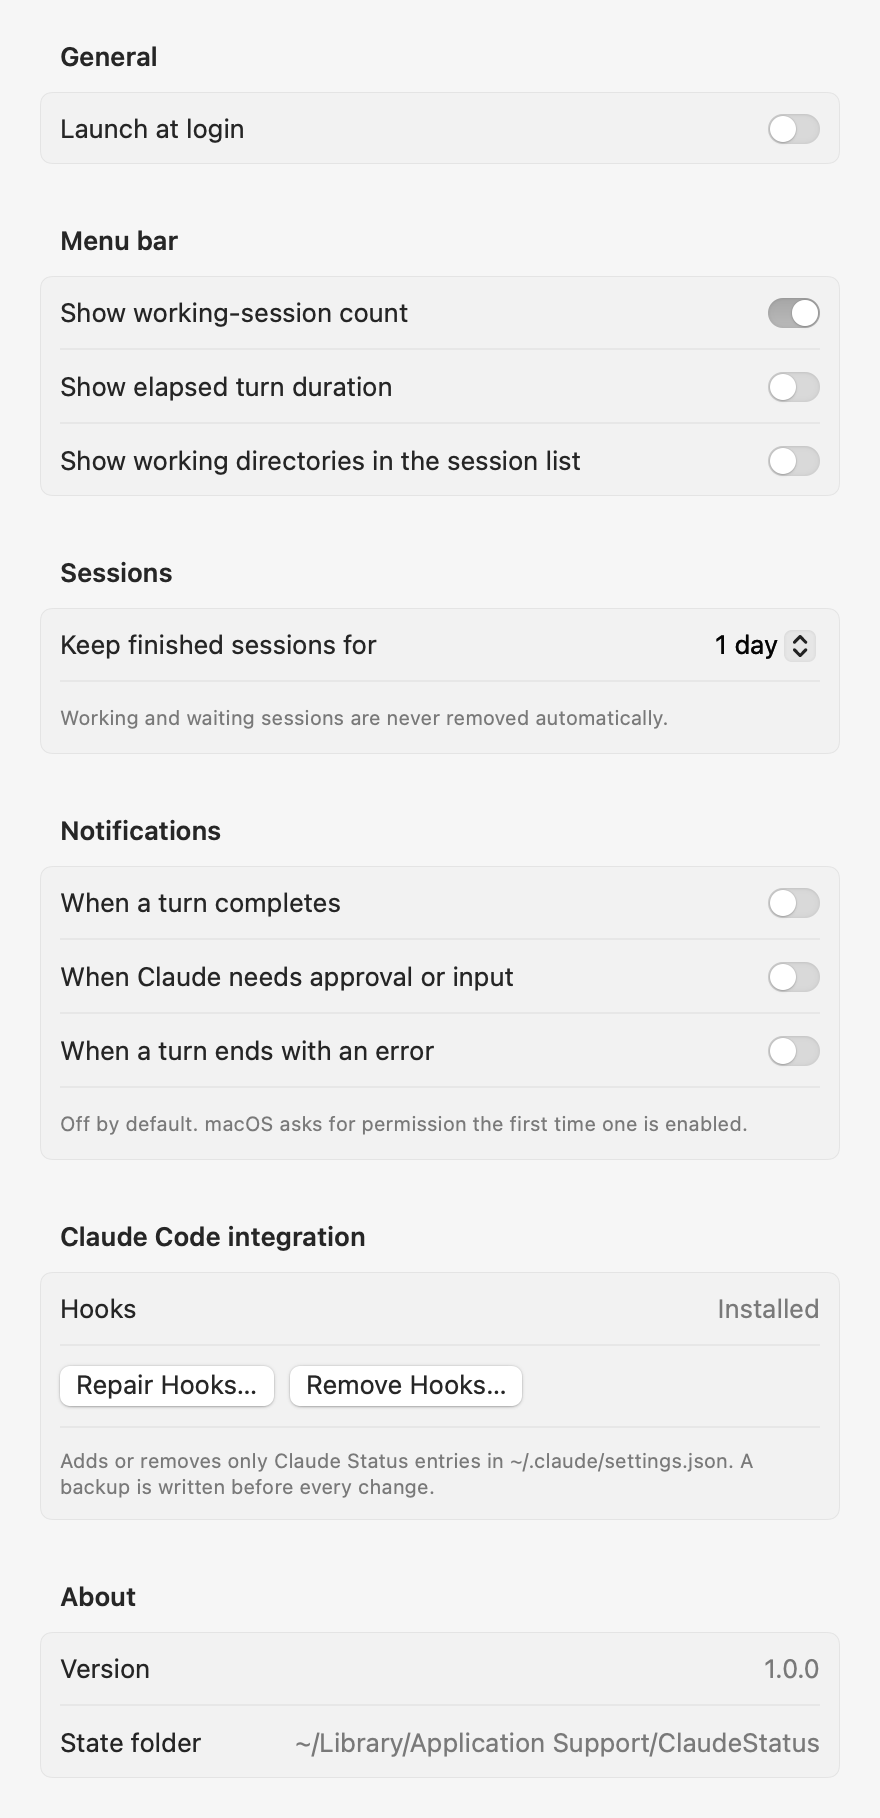 General
Launch at login
Menu bar
Show working-session count
Show elapsed turn duration
Show working directories in the session list
Sessions
Keep finished sessions for 1 day
Working and waiting sessions are never removed automatically.
Notifications
When a turn completes
When Claude needs approval or input
When a turn ends with an error
Off by default. macOS asks for permission the first time one is enabled.
Claude Code integration
Hooks Installed
Repair Hooks... Remove Hooks...
Adds or removes only Claude Status entries in ~/.claude/settings.json. A
backup is written before every change.
About
Version 1.0.0
State folder ~/Library/Application Support/ClaudeStatus